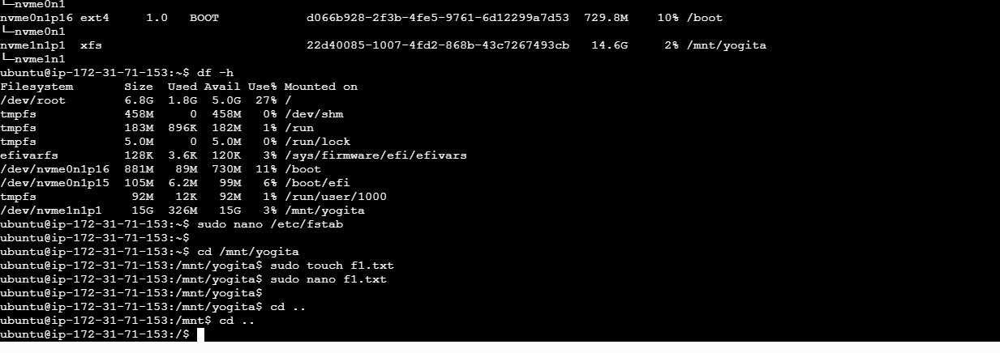 └─nvme0n1
nvme0n1p16 ext4     1.0   BOOT            d066b928-2f3b-4fe5-9761-6d12299a7d53  729.8M    10% /boot
└─nvme0n1
nvme1n1p1  xfs                            22d40085-1007-4fd2-868b-43c7267493cb   14.6G     2% /mnt/yogita
└─nvme1n1
ubuntu@ip-172-31-71-153:~$ df -h
Filesystem       Size  Used Avail Use% Mounted on
/dev/root        6.8G  1.8G  5.0G  27% /
tmpfs            458M     0  458M   0% /dev/shm
tmpfs            183M  896K  182M   1% /run
tmpfs            5.0M     0  5.0M   0% /run/lock
efivarfs         128K  3.6K  120K   3% /sys/firmware/efi/efivars
/dev/nvme0n1p16  881M   89M  730M  11% /boot
/dev/nvme0n1p15  105M  6.2M   99M   6% /boot/efi
tmpfs             92M   12K   92M   1% /run/user/1000
/dev/nvme1n1p1    15G  326M   15G   3% /mnt/yogita
ubuntu@ip-172-31-71-153:~$ sudo nano /etc/fstab
ubuntu@ip-172-31-71-153:~$
ubuntu@ip-172-31-71-153:~$ cd /mnt/yogita
ubuntu@ip-172-31-71-153:/mnt/yogita$ sudo touch f1.txt
ubuntu@ip-172-31-71-153:/mnt/yogita$ sudo nano f1.txt
ubuntu@ip-172-31-71-153:/mnt/yogita$
ubuntu@ip-172-31-71-153:/mnt/yogita$ cd ..
ubuntu@ip-172-31-71-153:/mnt$ cd ..
ubuntu@ip-172-31-71-153:/$